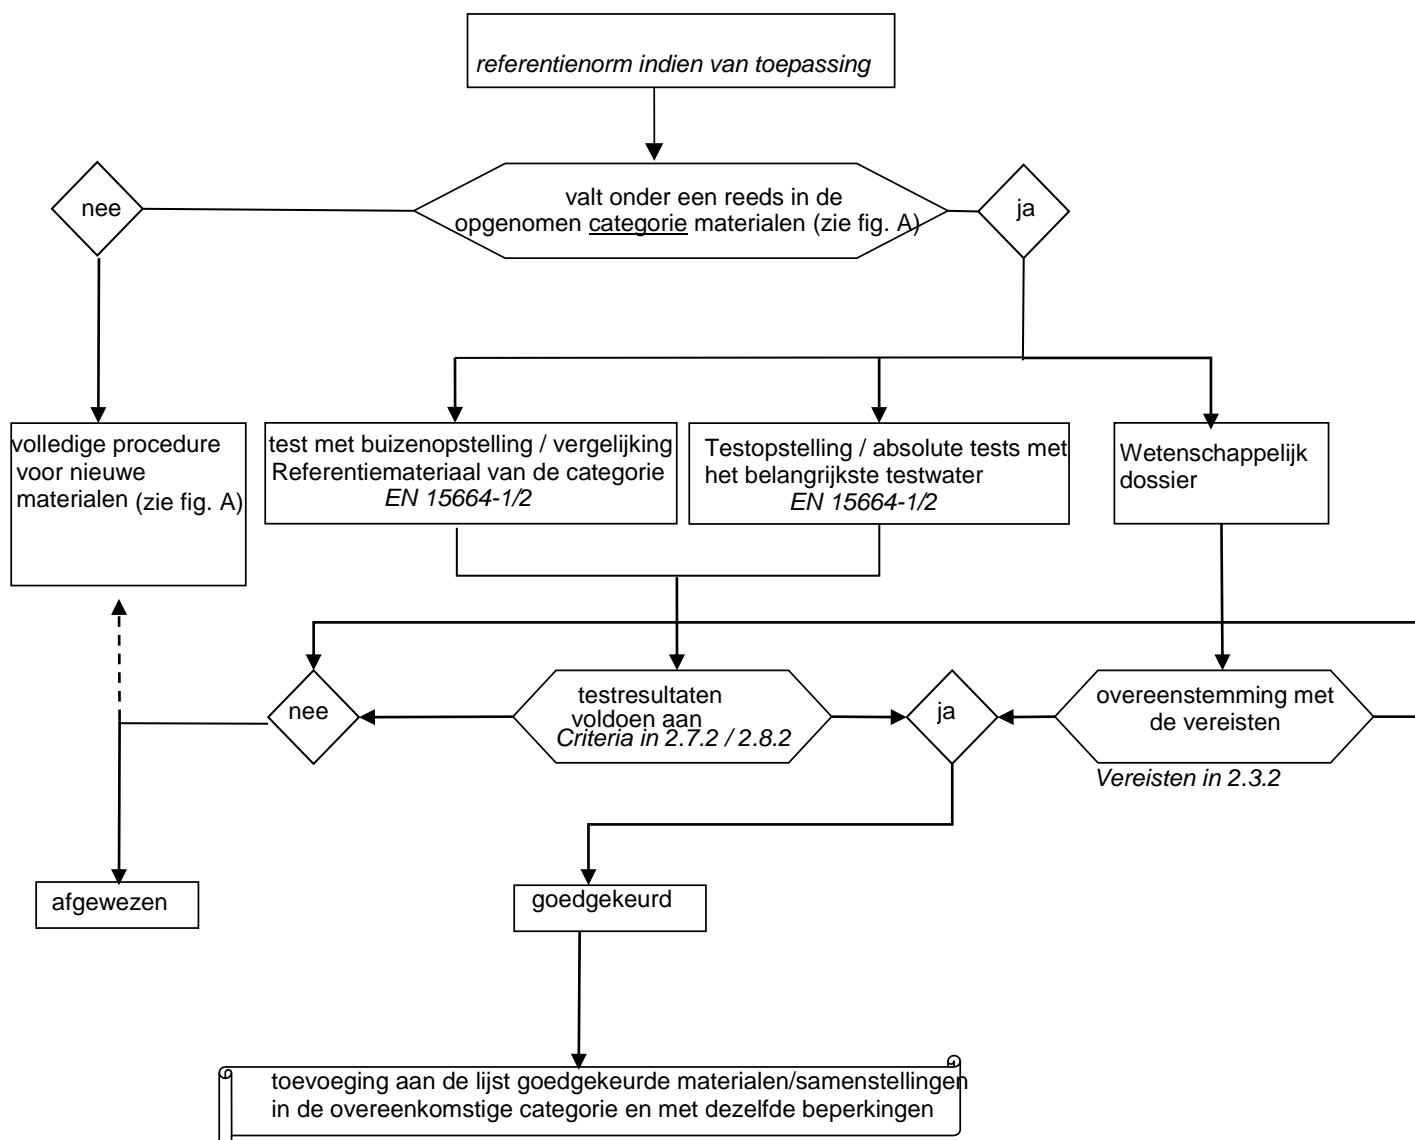 referentienorm indien van toepassing
nee
valt onder een reeds in de
opgenomen categorie materialen (zie fig. A)
ja
volledige procedure
voor nieuwe
materialen (zie fig. A)
test met buizenopstelling / vergelijking
Referentiemateriaal van de categorie
EN 15664-1/2
Testopstelling / absolute tests met
het belangrijkste testwater
EN 15664-1/2
Wetenschappelijk
dossier
nee
testresultaten
voldoen aan
Criteria in 2.7.2 / 2.8.2
ja
overeenstemming met
de vereisten
Vereisten in 2.3.2
afgewezen
goedgekeurd
toevoeging aan de lijst goedgekeurde materialen/samenstellingen
in de overeenkomstige categorie en met dezelfde beperkingen